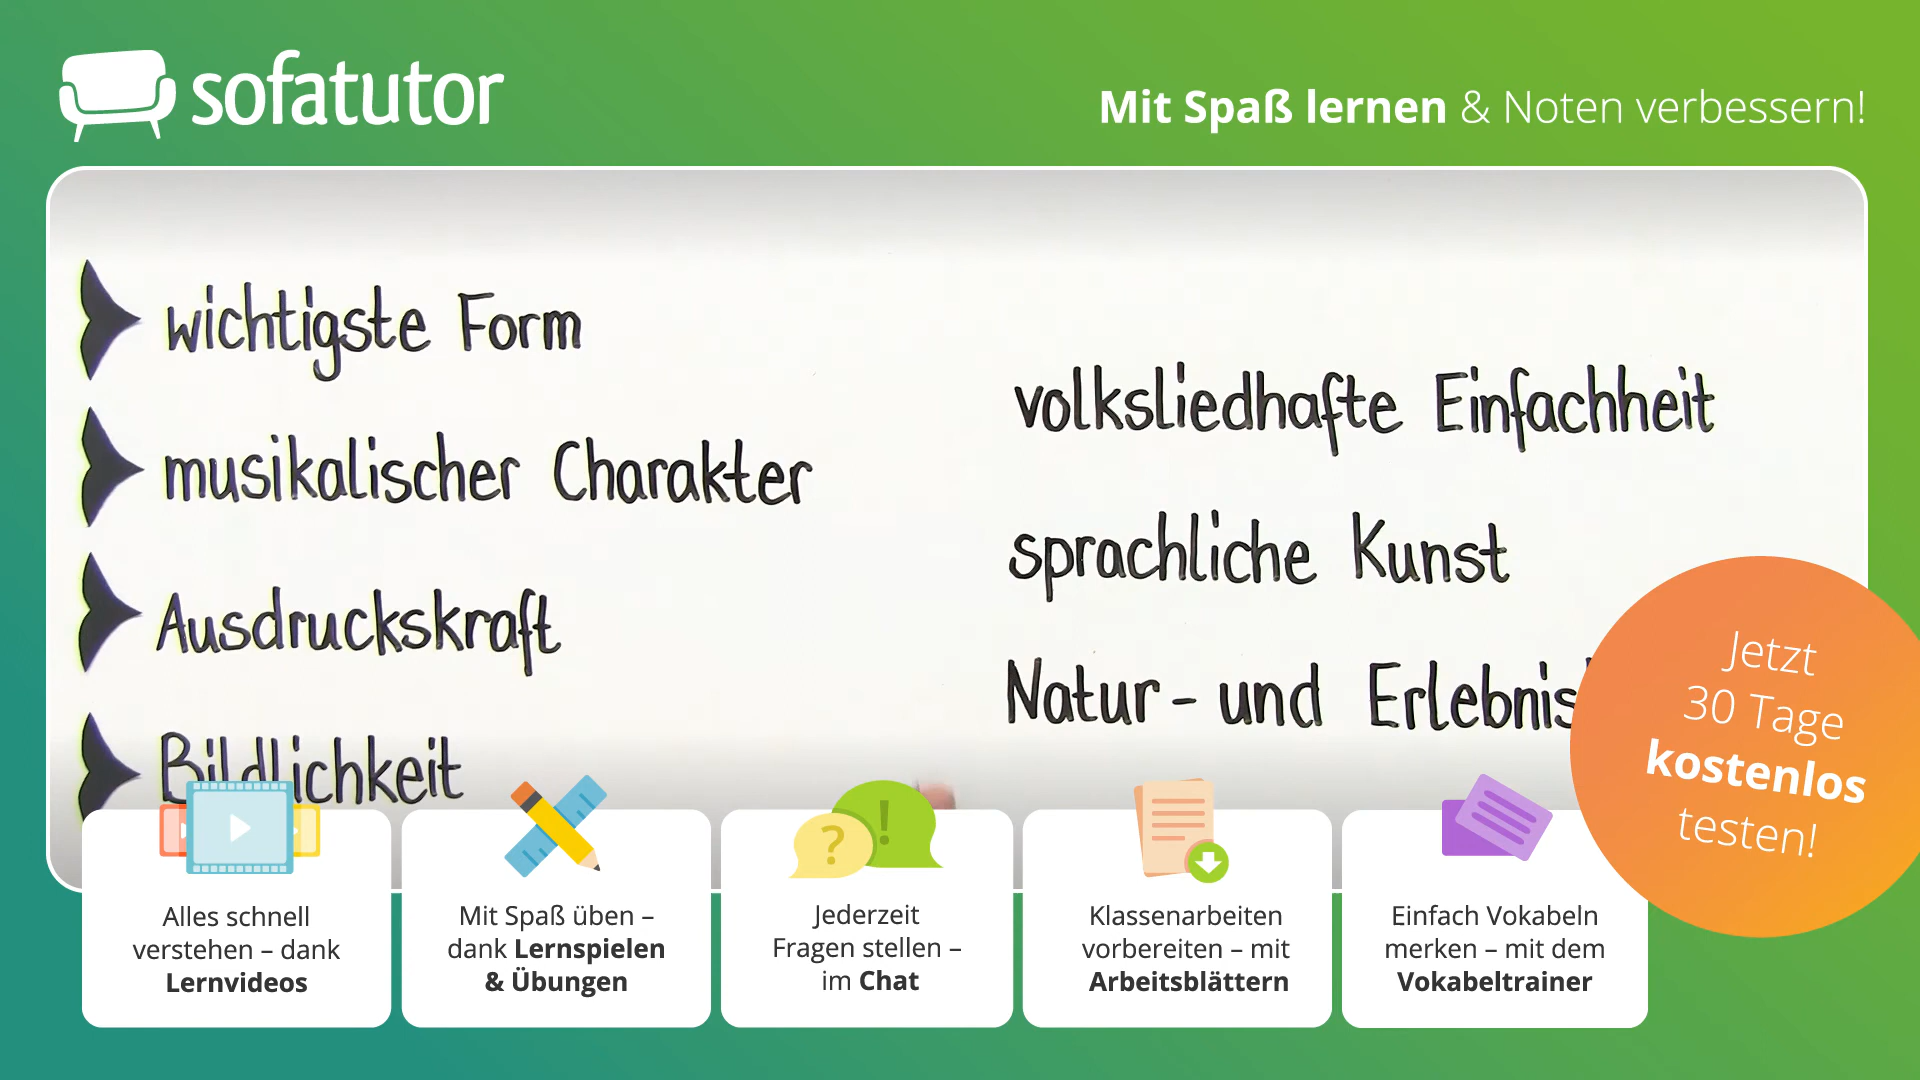 sofatutor
Mit Spaß lernen & Noten verbessern!
wichtigste Form
musikalischer Charakter
Ausdruckskraft
Bildlichkeit
volksliedhafte Einfachheit
sprachliche Kunst
Natur- und
Jetzt
30 Tage
kostenlos
testen!
Alles schnell
verstehen – dank
Lernvideos
Mit Spaß üben –
dank Lernspielen
& Übungen
Jederzeit
Fragen stellen –
im Chat
Klassenarbeiten
vorbereiten – mit
Arbeitsblättern
Einfach Vokabeln
merken – mit dem
Vokabeltrainer